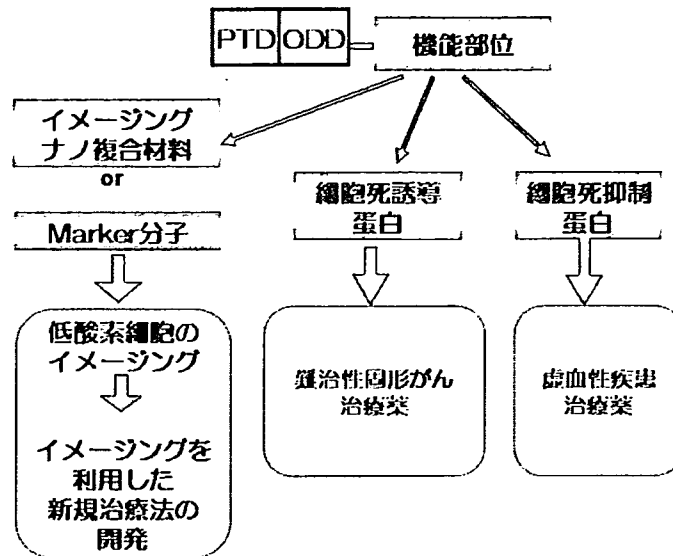 PTD ODD 機能部位
イメージング
ナノ複合材料
or
Marker分子
低酸素細胞の
イメージング
イメージングを
利用した
新規治療法の
開発
細胞死誘導
蛋白
難治性固形がん
治療薬
細胞死抑制
蛋白
虚血性疾患
治療薬